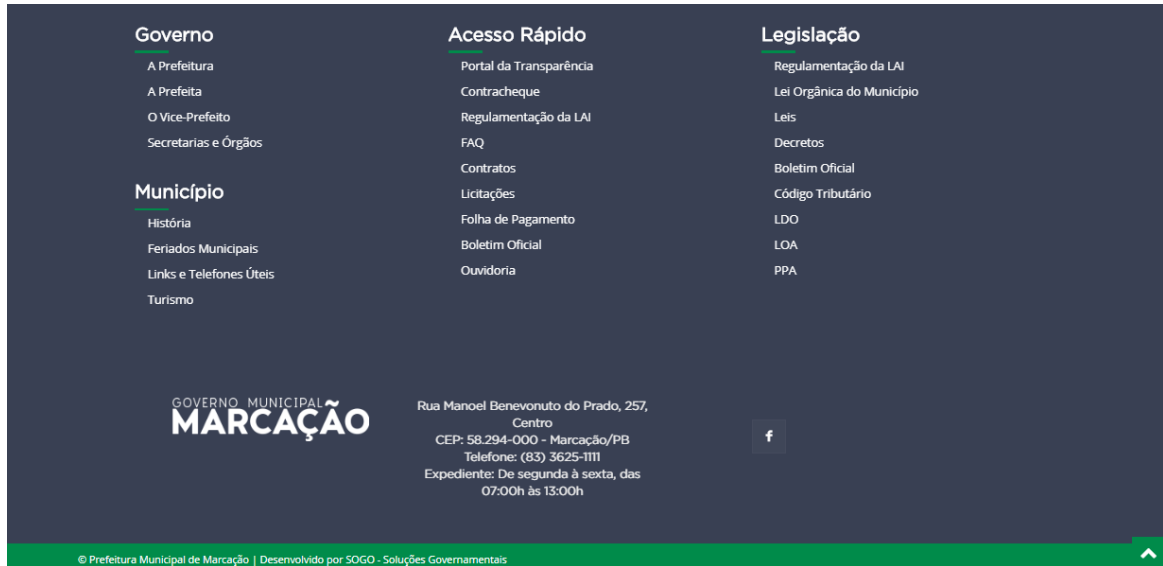 Governo
A Prefeitura
A Prefeita
O Vice-Prefeito
Secretarias e Órgãos
Município
História
Feriados Municipais
Links e Telefones Úteis
Turismo
Acesso Rápido
Portal da Transparência
Contracheque
Regulamentação da LAI
FAQ
Contratos
Licitações
Folha de Pagamento
Boletim Oficial
Ouvidoria
Legislação
Regulamentação da LAI
Lei Orgânica do Município
Leis
Decretos
Boletim Oficial
Código Tributário
LDO
LOA
PPA
GOVERNO MUNICIPAL
MARCAÇÃO
Rua Manoel Benevonuto do Prado, 257,
Centro
CEP: 58.294-000 - Marcação/PB
Telefone: (83) 3625-1111
Expediente: De segunda à sexta, das
07:00h às 13:00h
f
© Prefeitura Municipal de Marcação | Desenvolvido por SOGO - Soluções Governamentais